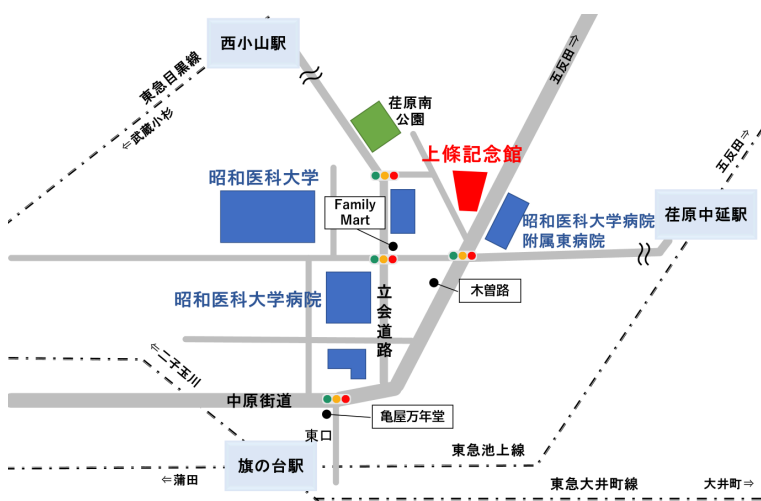 西小山駅
東急目黒線
⇐武蔵小杉
五反田⇒
荏原南
公園
上條記念館
昭和医科大学
Family
Mart
五反田⇒
荏原中延駅
昭和医科大学病院
附属東病院
昭和医科大学病院
立会道路
木曽路
⇐二子玉川
中原街道
亀屋万年堂
東口
旗の台駅
東急池上線
⇐蒲田
東急大井町線
大井町⇒